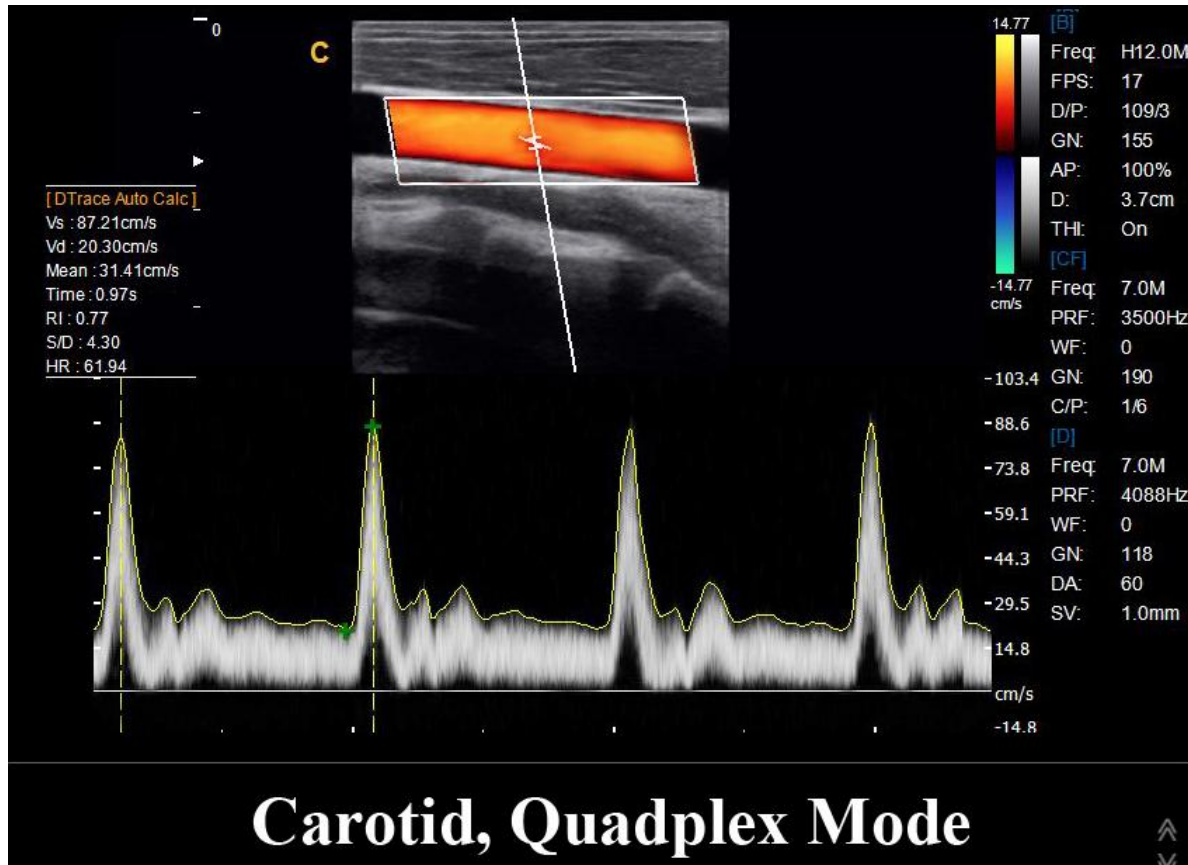 0
C
[DTrace Auto Calc]
Vs : 87.21cm/s
Vd : 20.30cm/s
Mean : 31.41cm/s
Time : 0.97s
RI : 0.77
S/D : 4.30
HR : 61.94
14.77
-14.77
cm/s
[B]
Freq: H12.0M
FPS: 17
D/P: 109/3
GN: 155
AP: 100%
D: 3.7cm
THI: On
[CF]
Freq: 7.0M
PRF: 3500Hz
WF: 0
GN: 190
C/P: 1/6
[D]
Freq: 7.0M
PRF: 4088Hz
WF: 0
GN: 118
DA: 60
SV: 1.0mm
-103.4
-88.6
-73.8
-59.1
-44.3
-29.5
-14.8
cm/s
-14.8
Carotid, Quadplex Mode